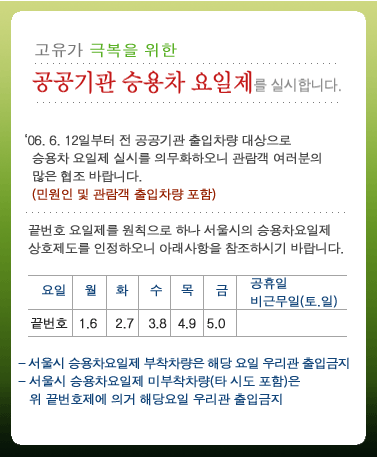 고유가 극복을 위한
공공기관 승용차 요일제를 실시합니다.
'06. 6. 12일부터 전 공공기관 출입차량 대상으로
승용차 요일제 실시를 의무화하오니 관람객 여러분의
많은 협조 바랍니다.
(민원인 및 관람객 출입차량 포함)
끝번호 요일제를 원칙으로 하나 서울시의 승용차요일제
상호제도를 인정하오니 아래사항을 참조하시기 바랍니다.
요일 월 화 수 목 금 공휴일
비근무일(토.일)
끝번호 1.6 2.7 3.8 4.9 5.0
– 서울시 승용차요일제 부착차량은 해당 요일 우리관 출입금지
– 서울시 승용차요일제 미부착차량(타 시도 포함)은
위 끝번호제에 의거 해당요일 우리관 출입금지